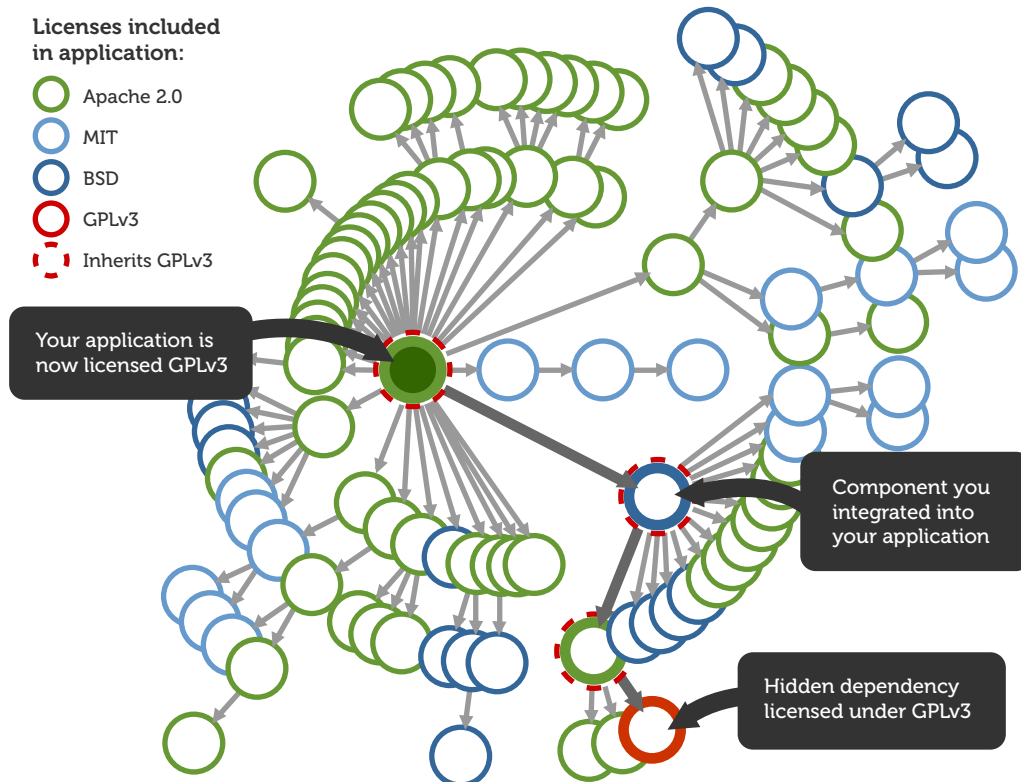 Licenses included
in application:
Apache 2.0
MIT
BSD
GPLv3
Inherits GPLv3
Your application is
now licensed GPLv3
Component you
integrated into
your application
Hidden dependency
licensed under GPLv3